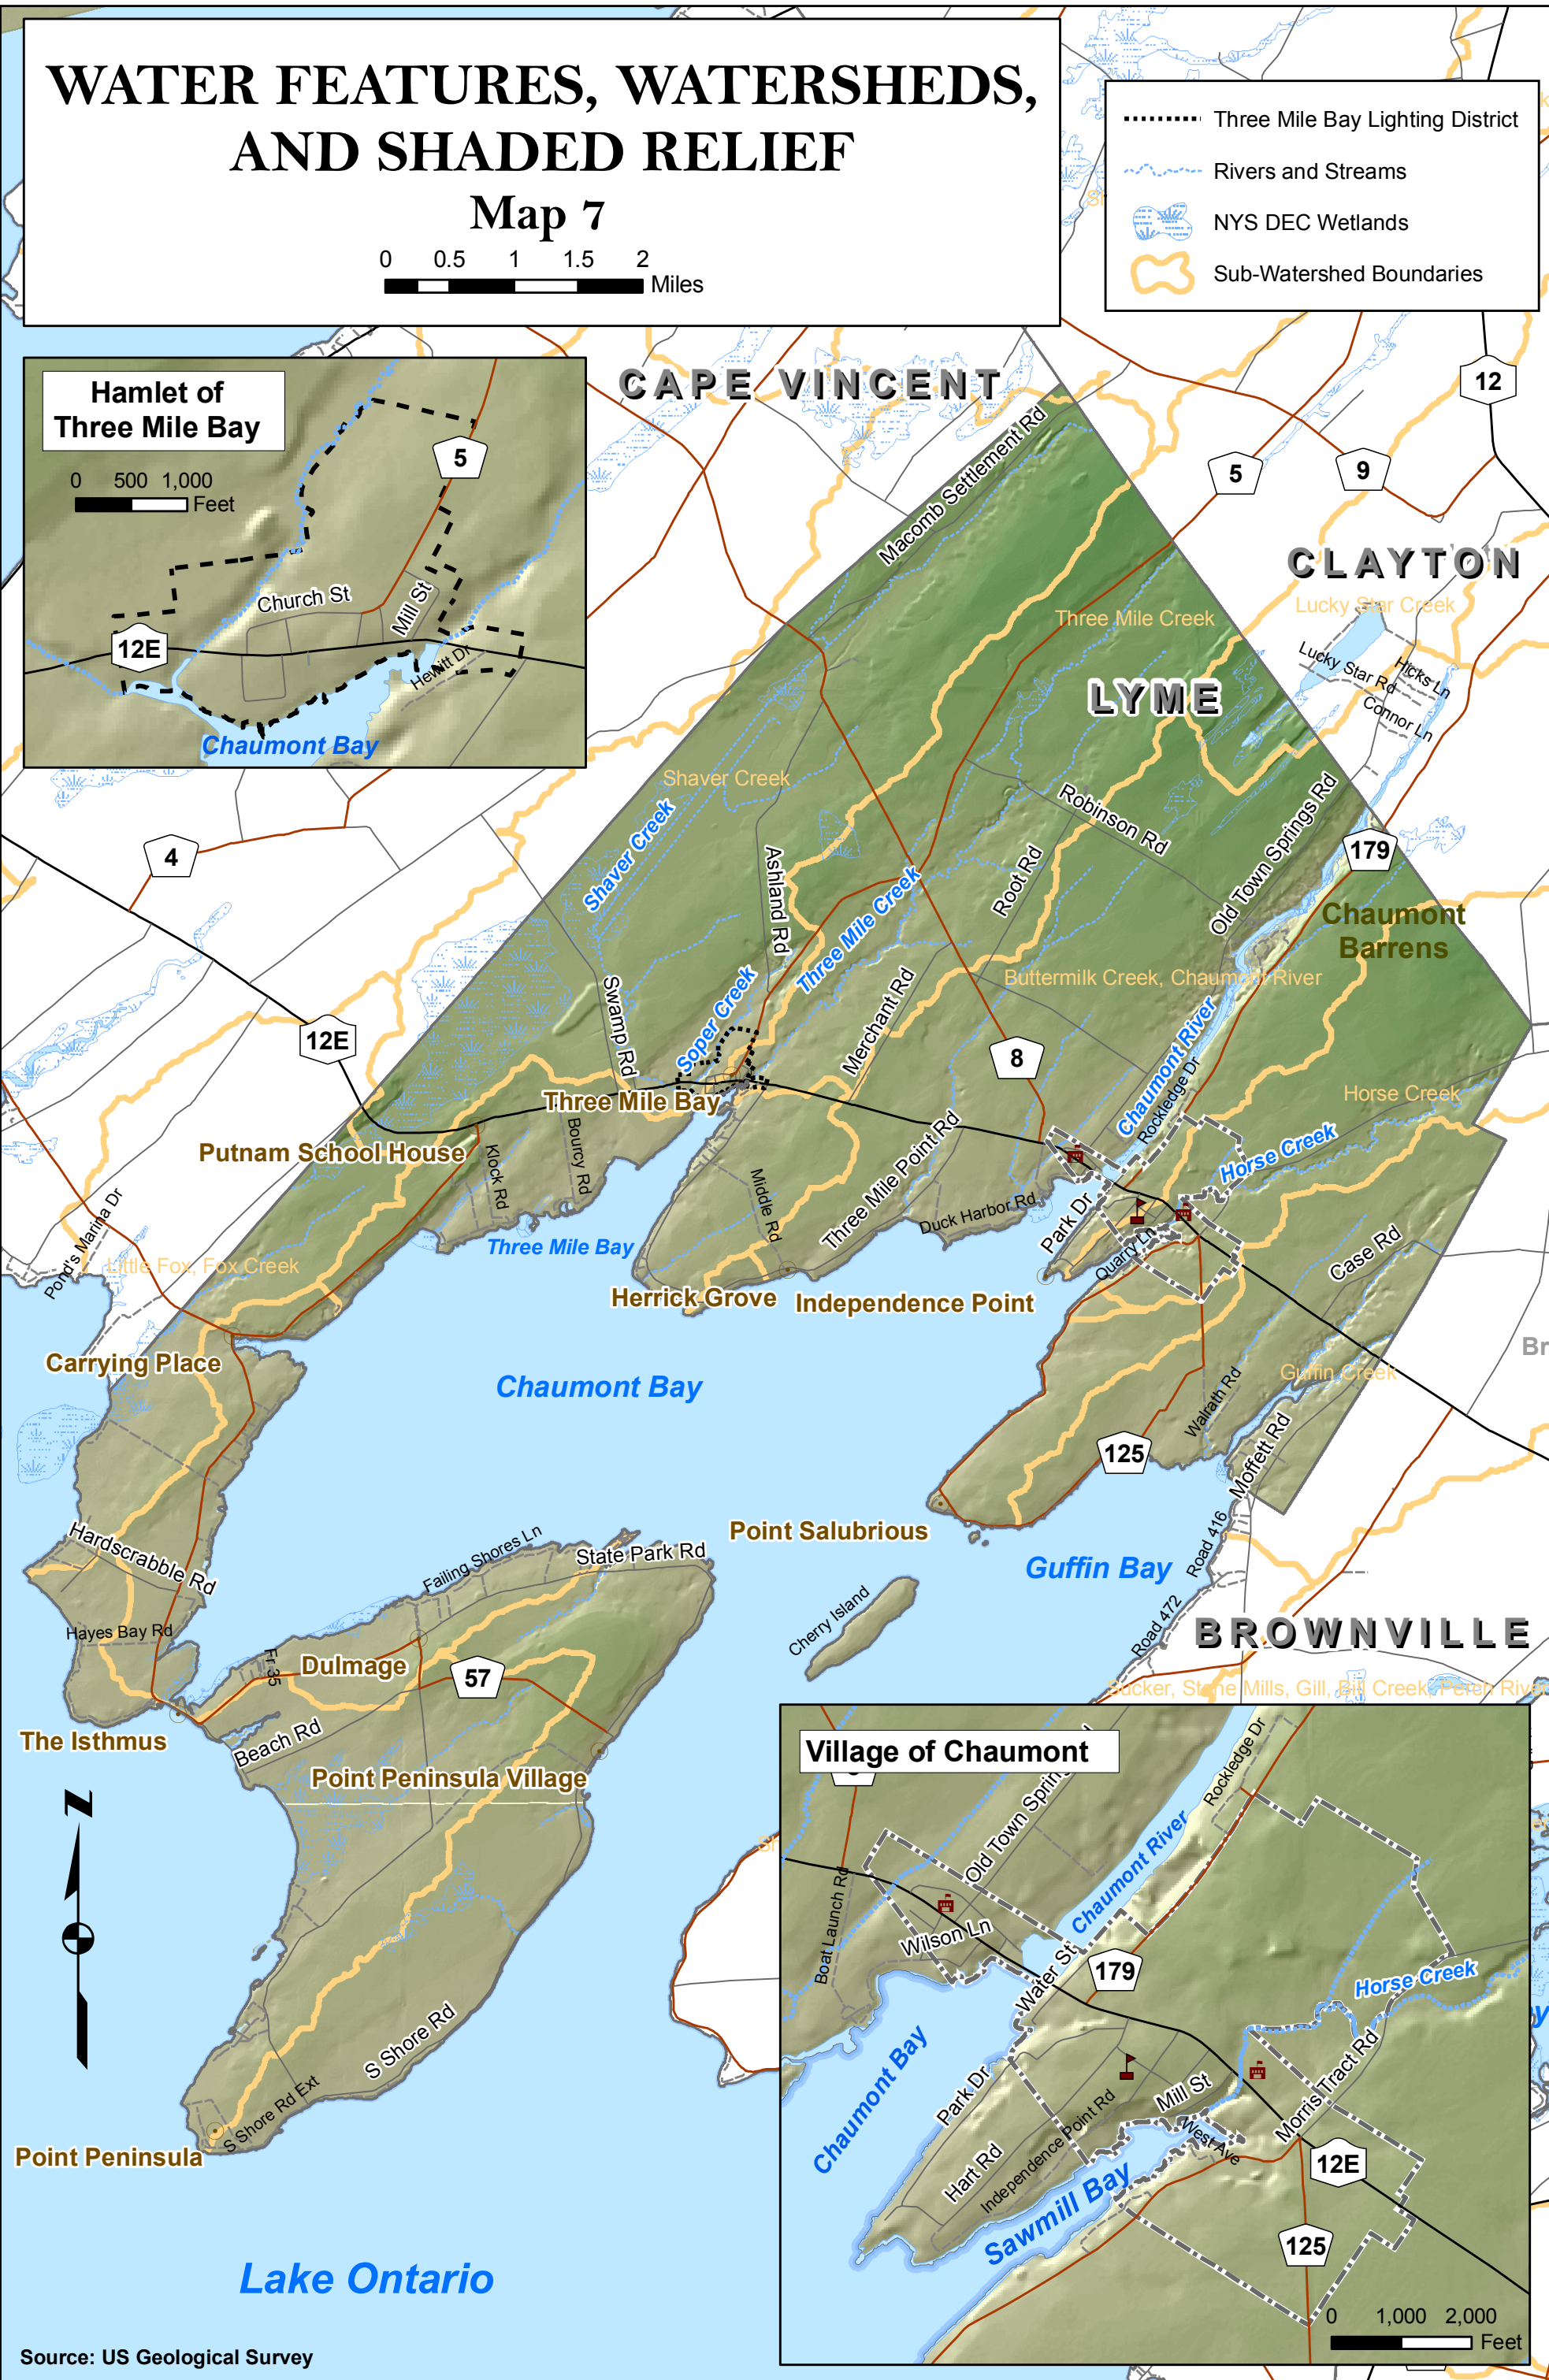 WATER FEATURES, WATERSHEDS,
AND SHADED RELIEF
Map 7
0 0.5 1 1.5 2
Miles
Three Mile Bay Lighting District
Rivers and Streams
NYS DEC Wetlands
Sub-Watershed Boundaries
Hamlet of
Three Mile Bay
0 500 1,000
Feet
5
Church St
Mill St
12E
Hewitt Dr
Chaumont Bay
CAPE VINCENT
Macomb Settlement Rd
12
5
9
CLAYTON
Lucky Star Creek
Lucky Star Rd
Hicks Ln
Connor Ln
Three Mile Creek
LYME
Shaver Creek
Shaver Creek
Robinson Rd
Old Town Springs Rd
4
179
Ashland Rd
Root Rd
Three Mile Creek
Chaumont
Barrens
Buttermilk Creek, Chaumont River
Swamp Rd
Soper Creek
Merchant Rd
Chaumont River
12E
8
Rockledge Dr
Horse Creek
Three Mile Bay
Putnam School House
Klock Rd
Bourcy Rd
Middle Rd
Three Mile Point Rd
Duck Harbor Rd
Park Dr
Horse Creek
Quarry Ln
Case Rd
Pond's Marina Dr
Little Fox, Fox Creek
Three Mile Bay
Herrick Grove
Independence Point
Carrying Place
Chaumont Bay
Guffin Creek
Walrath Rd
125
Moffett Rd
Br
Hardscrabble Rd
Point Salubrious
Failing Shores Ln
State Park Rd
Guffin Bay
Road 416
Cherry Island
Road 472
BROWNVILLE
Hayes Bay Rd
Fr 35
Dulmage
57
Sucker, Stone Mills, Gill, Bill Creek, Perch River
The Isthmus
Beach Rd
Point Peninsula Village
N
S Shore Rd
S Shore Rd Ext
Point Peninsula
Lake Ontario
Village of Chaumont
Old Town Spring
Rockledge Dr
Chaumont River
Boat Launch Rd
Wilson Ln
Water St
179
Horse Creek
Chaumont Bay
Park Dr
Mill St
Morris Tract Rd
Independence Point Rd
West Ave
Hart Rd
Sawmill Bay
12E
125
0 1,000 2,000
Feet
Source: US Geological Survey